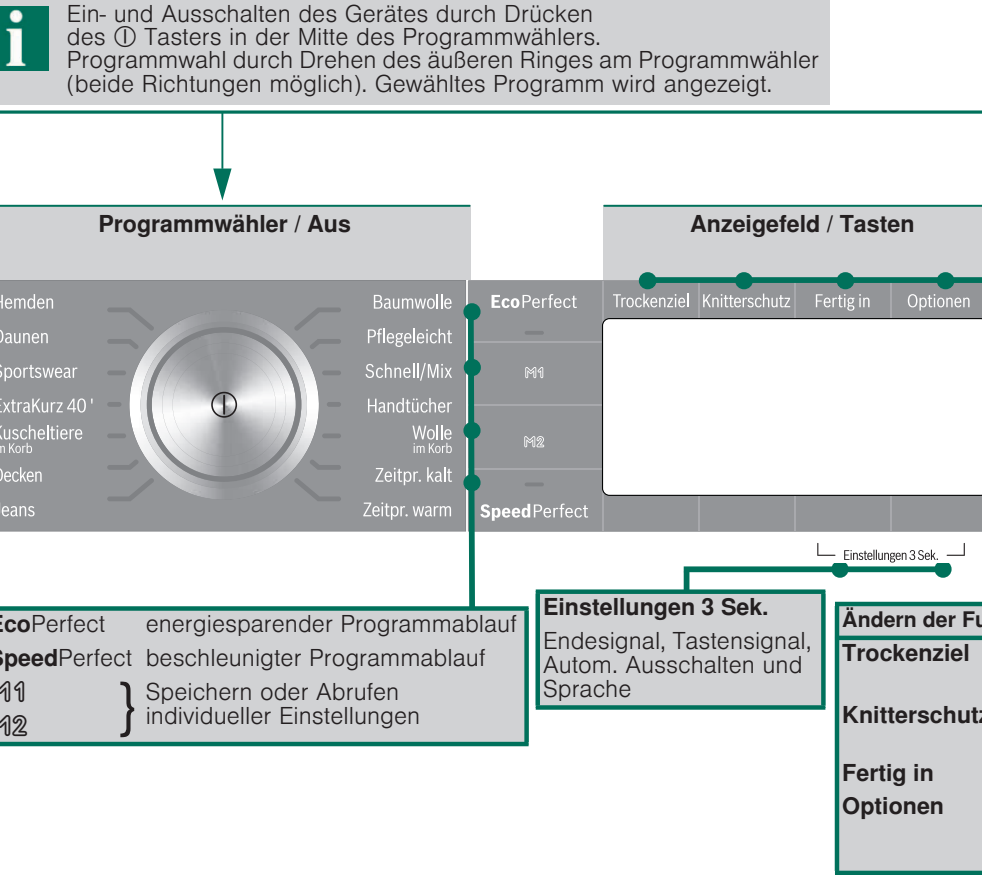 Ein- und Ausschalten des Gerätes durch Drücken
des Ⓘ Tasters in der Mitte des Programmwählers.
Programmwahl durch Drehen des äußeren Ringes am Programmwähler
(beide Richtungen möglich). Gewähltes Programm wird angezeigt.
Programmwähler / Aus
Anzeigefeld / Tasten
Hemden
Daunen
Sportswear
ExtraKurz 40 '
Kuscheltiere
im Korb
Decken
Jeans
Baumwolle
Pflegeleicht
Schnell/Mix
Handtücher
Wolle
im Korb
Zeitpr. kalt
Zeitpr. warm
EcoPerfect
M1
M2
SpeedPerfect
Trockenziel
Knitterschutz
Fertig in
Optionen
Einstellungen 3 Sek.
EcoPerfect energiesparender Programmablauf
SpeedPerfect beschleunigter Programmablauf
M1 } Speichern oder Abrufen
M2 individueller Einstellungen
Einstellungen 3 Sek.
Endesignal, Tastensignal,
Autom. Ausschalten und
Sprache
Ändern der Fu
Trockenziel
Knitterschutz
Fertig in
Optionen